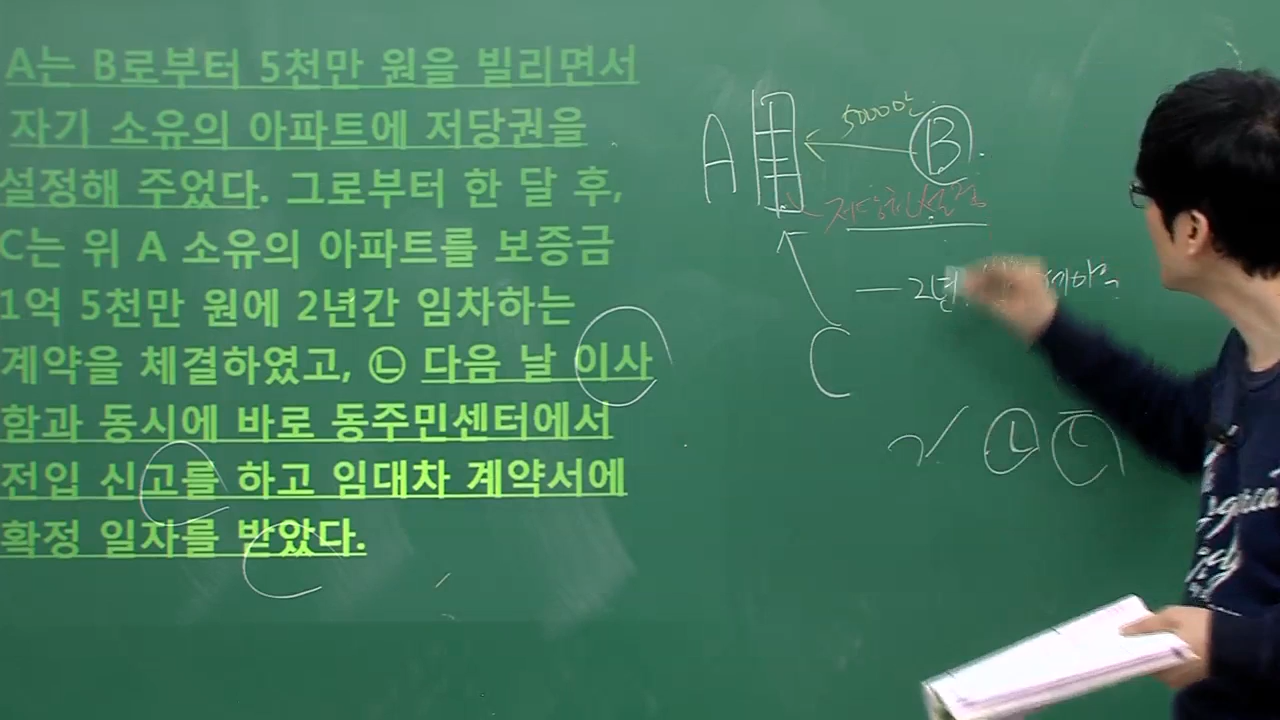 A는 B로부터 5천만 원을 빌리면서
자기 소유의 아파트에 저당권을
설정해 주었다. 그로부터 한 달 후,
C는 위 A 소유의 아파트를 보증금
1억 5천만 원에 2년간 임차하는
계약을 체결하였고, ㉡ 다음 날 이사
함과 동시에 바로 동주민센터에서
전입 신고를 하고 임대차 계약서에
확정 일자를 받았다.
A
5000만
B
저당권 설정
2년
C
㉡